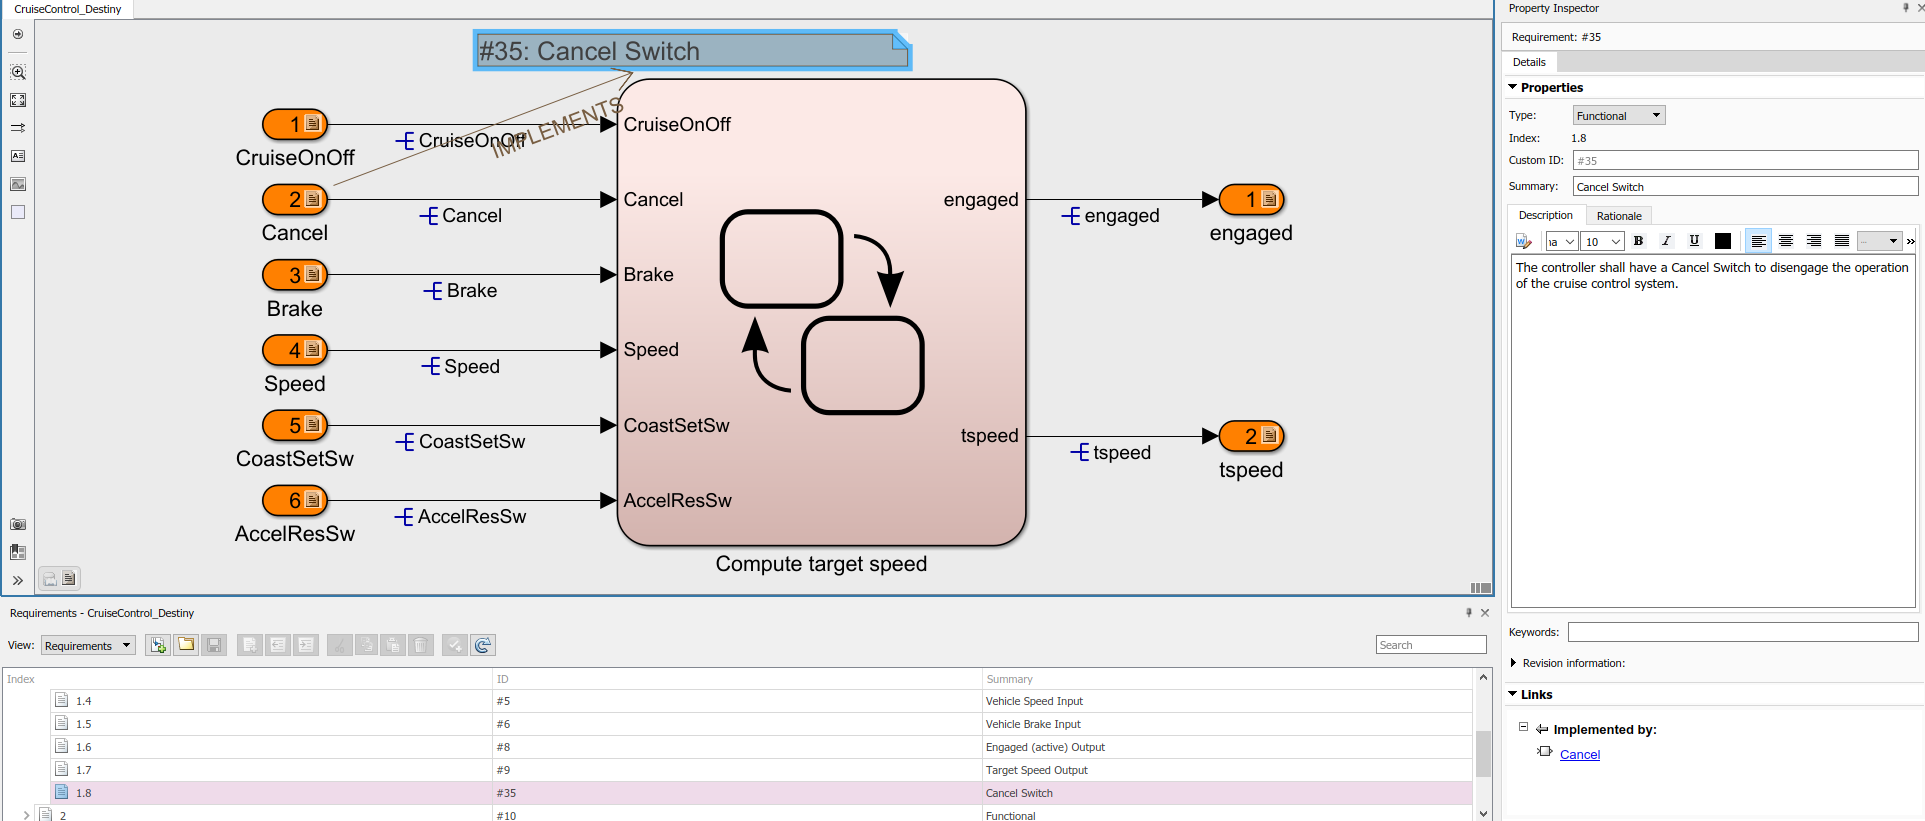 CruiseControl_Destiny
#35: Cancel Switch
IMPLEMENTS
1
CruiseOnOff
CruiseOnOff
CruiseOnOff
2
Cancel
Cancel
Cancel
3
Brake
Brake
Brake
4
Speed
Speed
Speed
5
CoastSetSw
CoastSetSw
CoastSetSw
6
AccelResSw
AccelResSw
AccelResSw
engaged
engaged
1
engaged
tspeed
tspeed
2
tspeed
Compute target speed
Requirements - CruiseControl_Destiny
View: Requirements
Search
Index ID Summary
1.4 #5 Vehicle Speed Input
1.5 #6 Vehicle Brake Input
1.6 #8 Engaged (active) Output
1.7 #9 Target Speed Output
1.8 #35 Cancel Switch
2 #10 Functional
Property Inspector
Requirement: #35
Details
Properties
Type: Functional
Index: 1.8
Custom ID: #35
Summary: Cancel Switch
Description Rationale
10 B I U
The controller shall have a Cancel Switch to disengage the operation
of the cruise control system.
Keywords:
Revision information:
Links
Implemented by:
Cancel